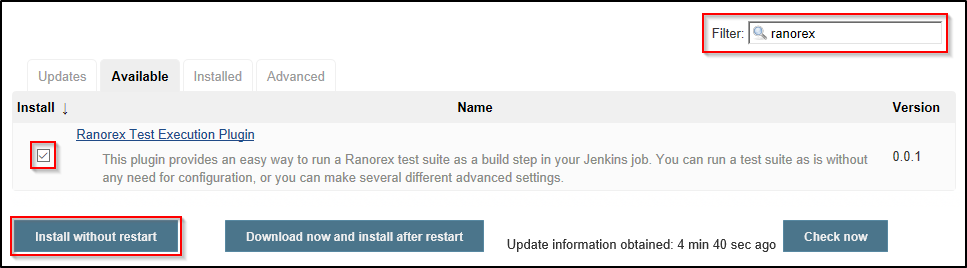 Filter: ranorex
Updates Available Installed Advanced
Install ↓ Name Version
Ranorex Test Execution Plugin
This plugin provides an easy way to run a Ranorex test suite as a build step in your Jenkins job. You can run a test suite as is without
any need for configuration, or you can make several different advanced settings.
0.0.1
Install without restart Download now and install after restart Update information obtained: 4 min 40 sec ago Check now